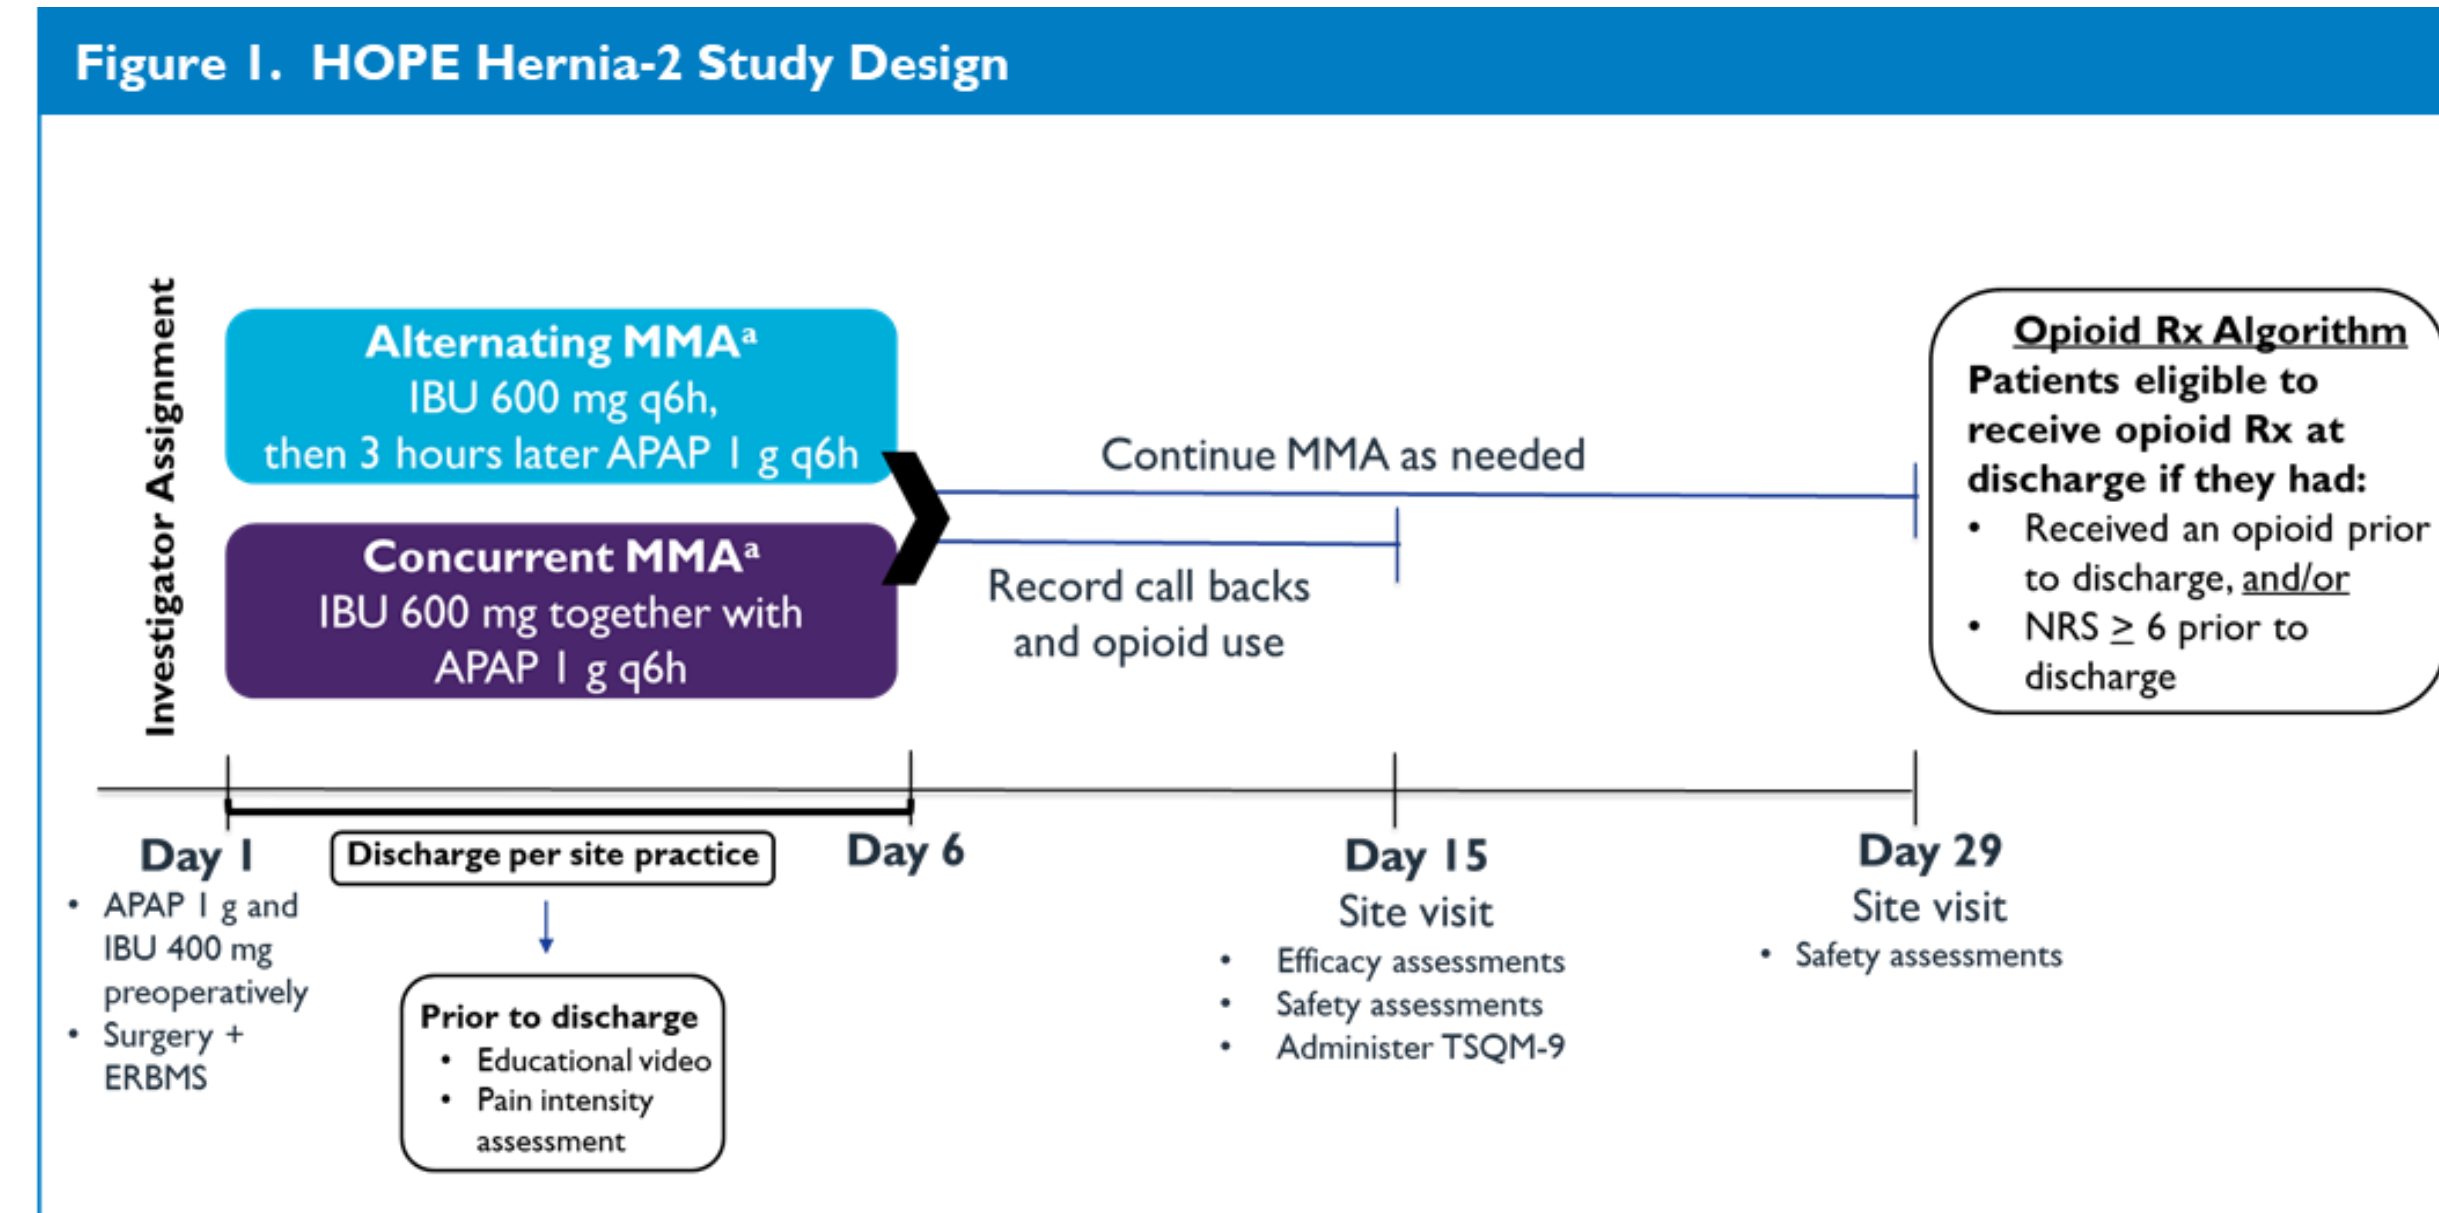 Figure 1. HOPE Hernia-2 Study Design
Investigator Assignment
Alternating MMAᵃ
IBU 600 mg q6h,
then 3 hours later APAP 1 g q6h
Concurrent MMAᵃ
IBU 600 mg together with
APAP 1 g q6h
Continue MMA as needed
Record call backs
and opioid use
Opioid Rx Algorithm
Patients eligible to
receive opioid Rx at
discharge if they had:
• Received an opioid prior
to discharge, and/or
• NRS ≥ 6 prior to
discharge
Day 1
• APAP 1 g and
IBU 400 mg
preoperatively
• Surgery +
ERBMS
Discharge per site practice
Prior to discharge
• Educational video
• Pain intensity
assessment
Day 6
Day 15
Site visit
• Efficacy assessments
• Safety assessments
• Administer TSQM-9
Day 29
Site visit
• Safety assessments